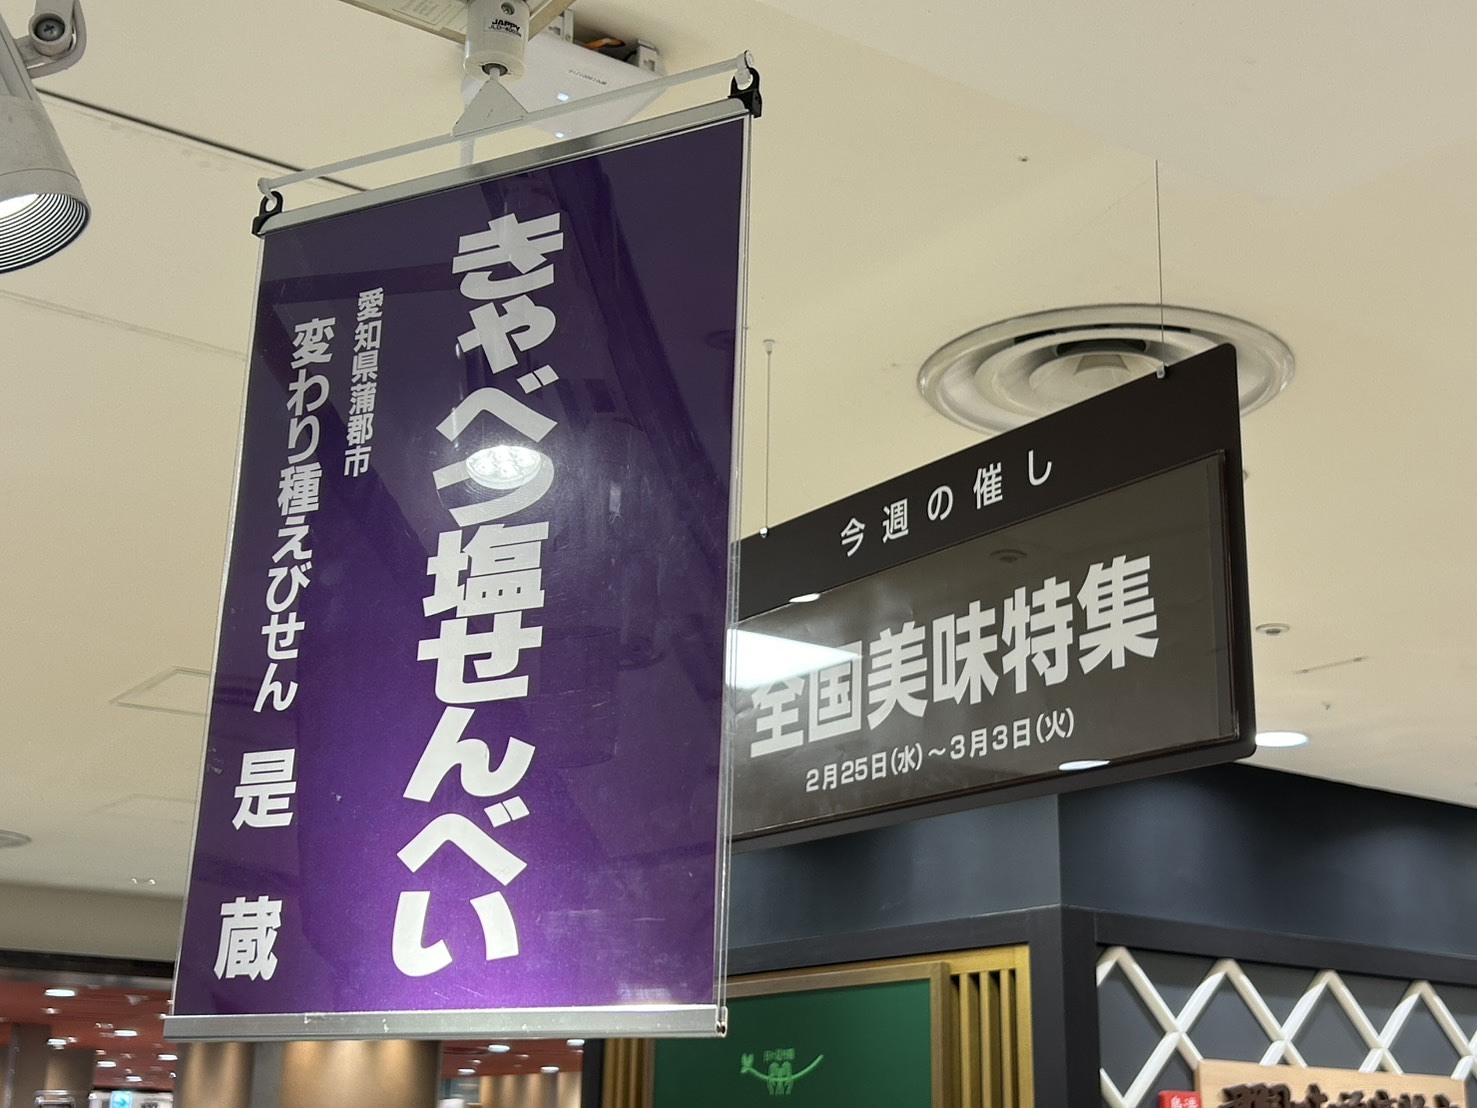 JAPPY
きゃべつ塩せんべい
愛知県蒲郡市
変わり種えびせん 是蔵
今週の催し
全国美味特集
2月25日(水)～3月3日(火)